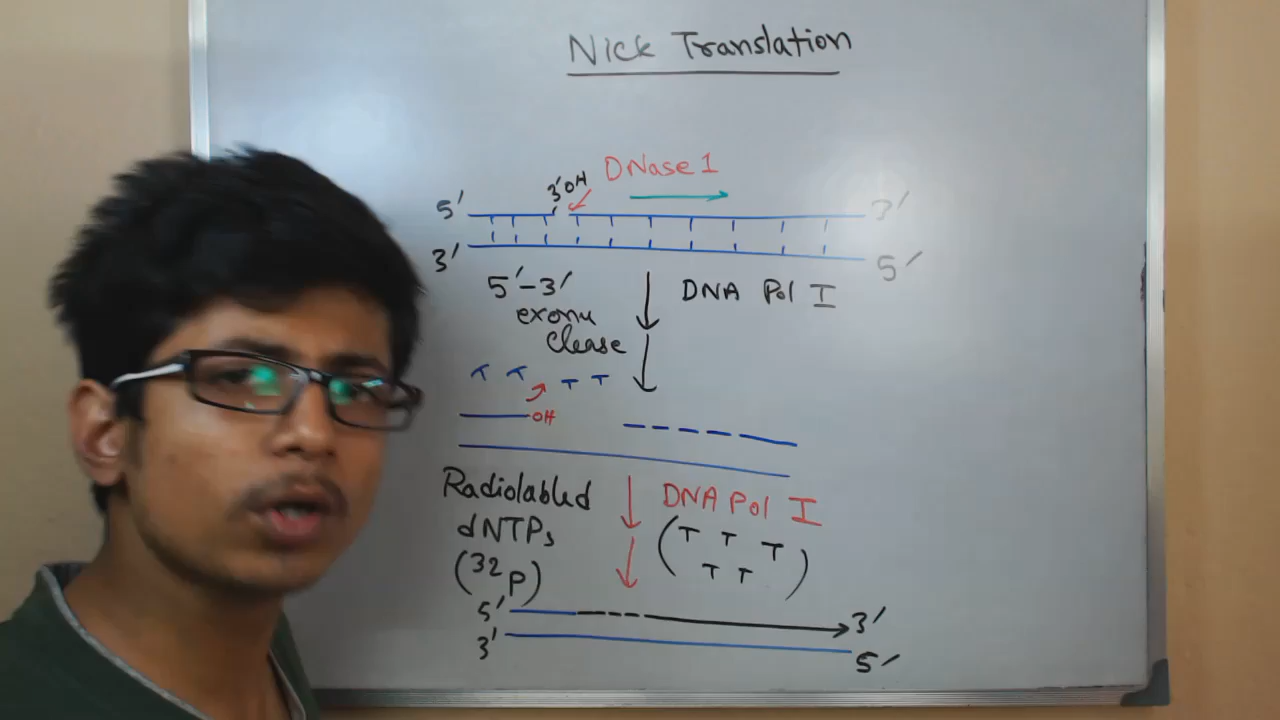 Nick Translation
DNase 1
3'OH
5' 3'
3' 5'
5'-3' DNA Pol I
exonu
clease
T T T T
OH
Radiolabled DNA Pol I
dNTPs (T T T
(32P) T T)
5' 3'
3' 5'